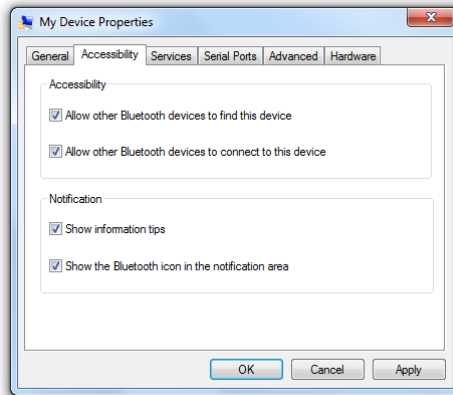 My Device Properties
General Accessibility Services Serial Ports Advanced Hardware
Accessibility
Allow other Bluetooth devices to find this device
Allow other Bluetooth devices to connect to this device
Notification
Show information tips
Show the Bluetooth icon in the notification area
OK Cancel Apply